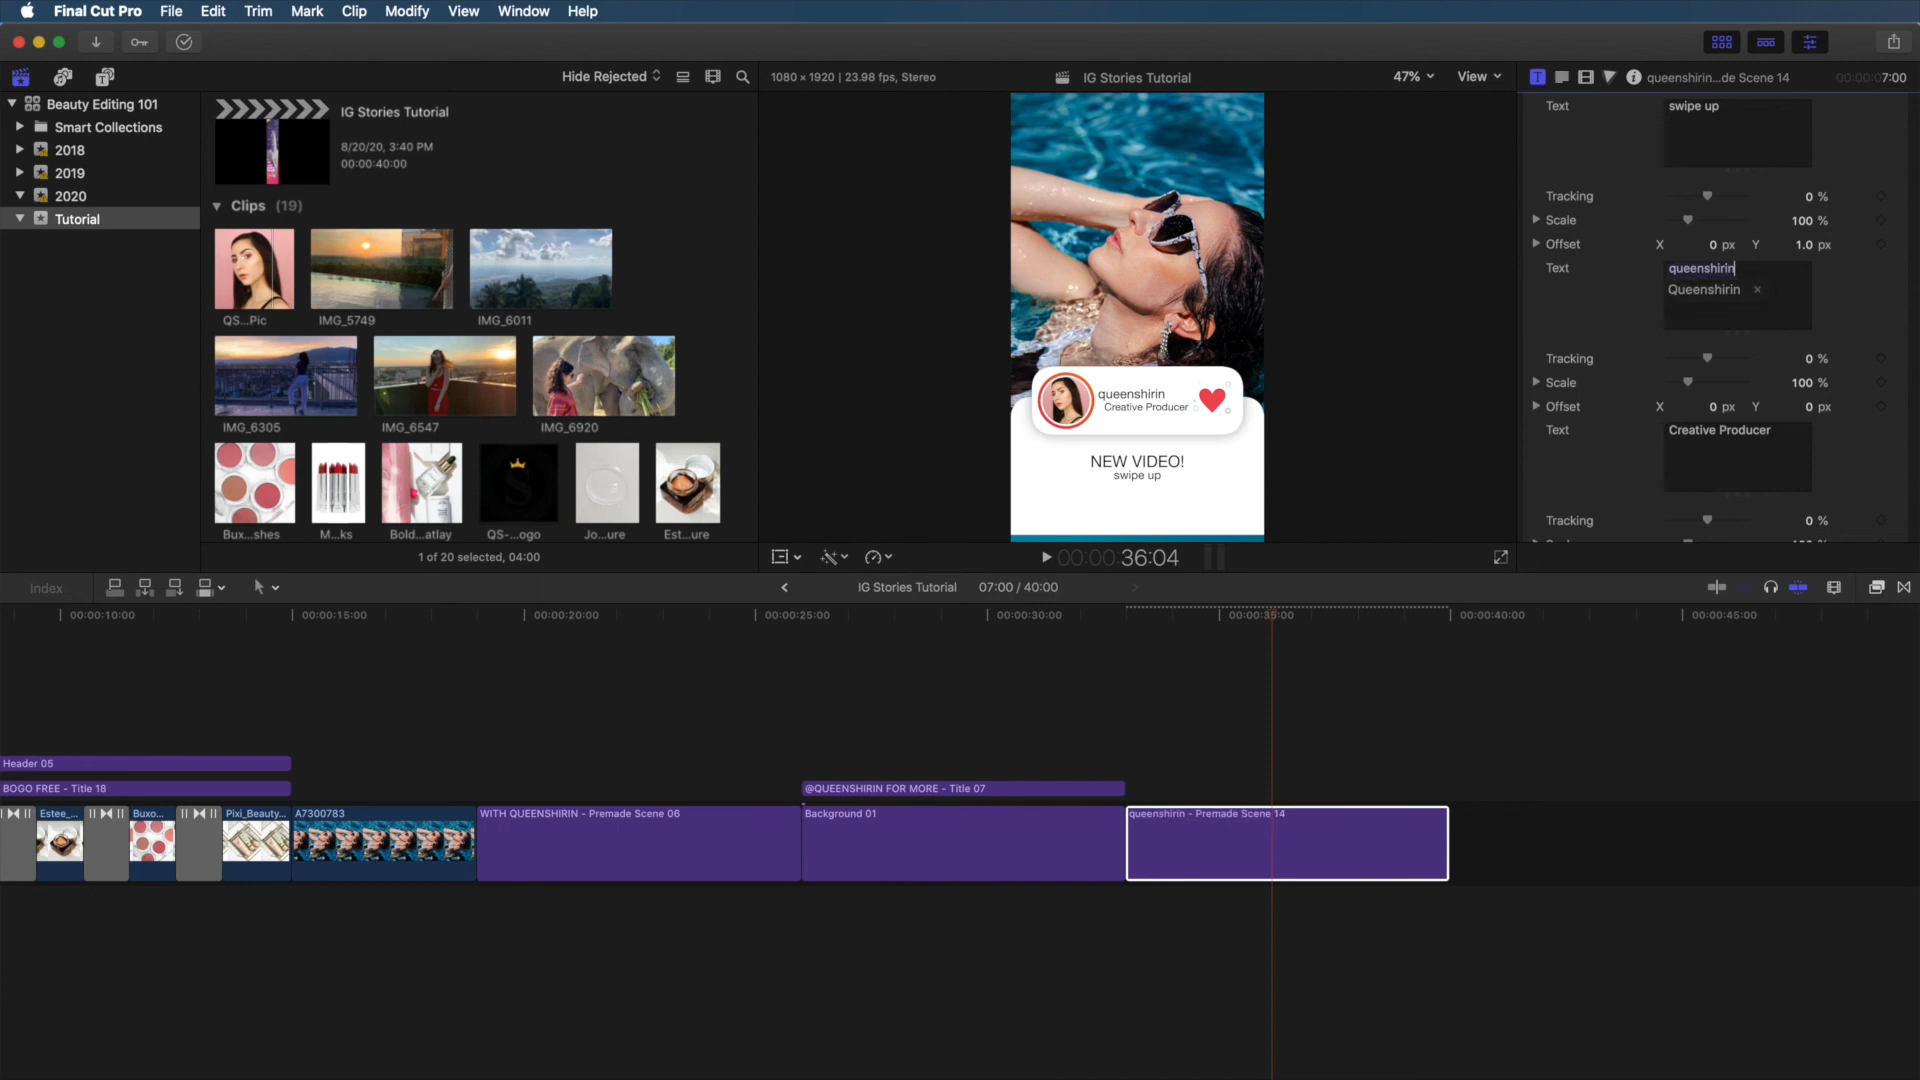 Final Cut Pro File Edit Trim Mark Clip Modify View Window Help
Hide Rejected
1080 × 1920 | 23.98 fps, Stereo
IG Stories Tutorial
47%
View
queenshirin...de Scene 14
00:00:07:00
Beauty Editing 101
Smart Collections
2018
2019
2020
Tutorial
IG Stories Tutorial
8/20/20, 3:40 PM
00:00:40:00
Clips (19)
QS...Pic
IMG_5749
IMG_6011
IMG_6305
IMG_6547
IMG_6920
Bux...shes
M...ks
Bold...atlay
QS-...ogo
Jo...ure
Est...ure
1 of 20 selected, 04:00
queenshirin
Creative Producer
NEW VIDEO!
swipe up
00:00:36:04
Text swipe up
Tracking 0 %
Scale 100 %
Offset X 0 px Y 1.0 px
Text queenshirin
Queenshirin ×
Tracking 0 %
Scale 100 %
Offset X 0 px Y 0 px
Text Creative Producer
Tracking 0 %
Index
IG Stories Tutorial 07:00 / 40:00
00:00:10:00 00:00:15:00 00:00:20:00 00:00:25:00 00:00:30:00 00:00:35:00 00:00:40:00 00:00:45:00
Header 05
BOGO FREE - Title 18
@QUEENSHIRIN FOR MORE - Title 07
Estee_...
Buxo...
Pixi_Beauty...
A7300783
WITH QUEENSHIRIN - Premade Scene 06
Background 01
queenshirin - Premade Scene 14